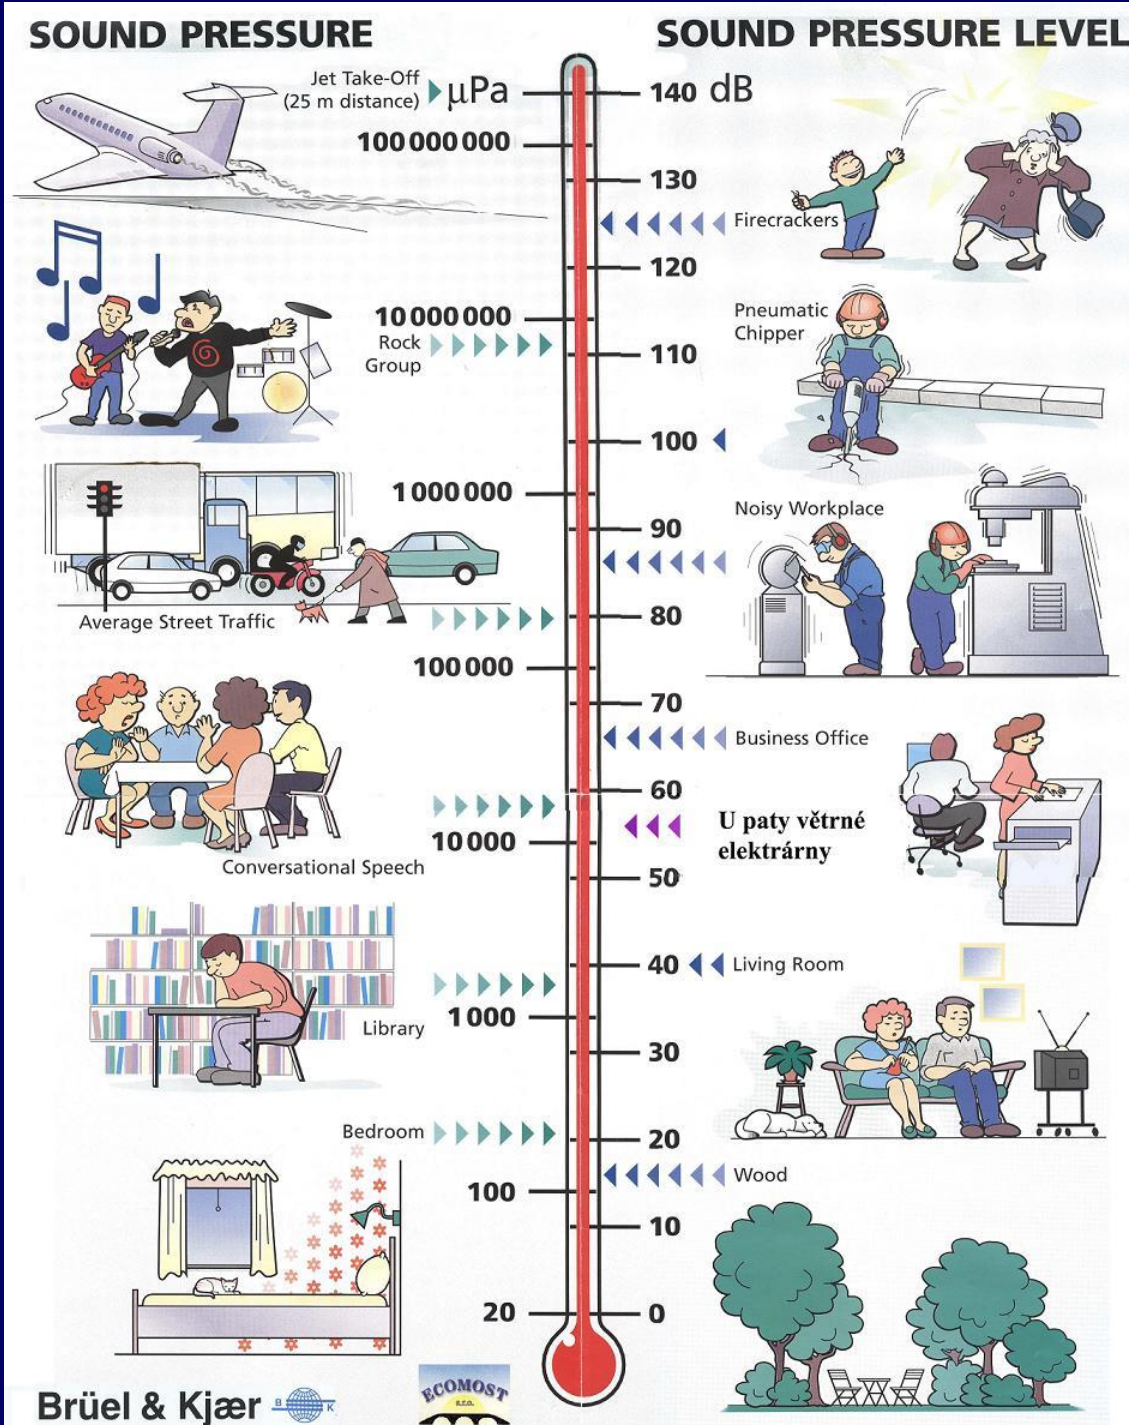 SOUND PRESSURE
SOUND PRESSURE LEVEL
Jet Take-Off
(25 m distance)
µPa
140 dB
100 000 000
130
Firecrackers
120
Pneumatic
Chipper
10 000 000
Rock
Group
110
100
1 000 000
Noisy Workplace
90
Average Street Traffic
80
100 000
70
Business Office
60
U paty větrné
elektrárny
10 000
Conversational Speech
50
40
Living Room
1 000
Library
30
Bedroom
20
Wood
100
10
20
0
Brüel & Kjær
B K
ECOMOST
s.r.o.